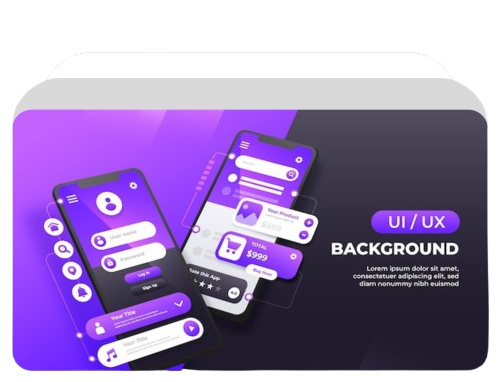 UI / UX
BACKGROUND
Lorem ipsum dolor sit amet,
consectetuer adipiscing elit, sed
diam nonummy nibh euismod
Your Product
$999
TOTAL
$999
Buy Now
Rate this App
User name
Password
Log In
Sign Up
Your Title
Your Title